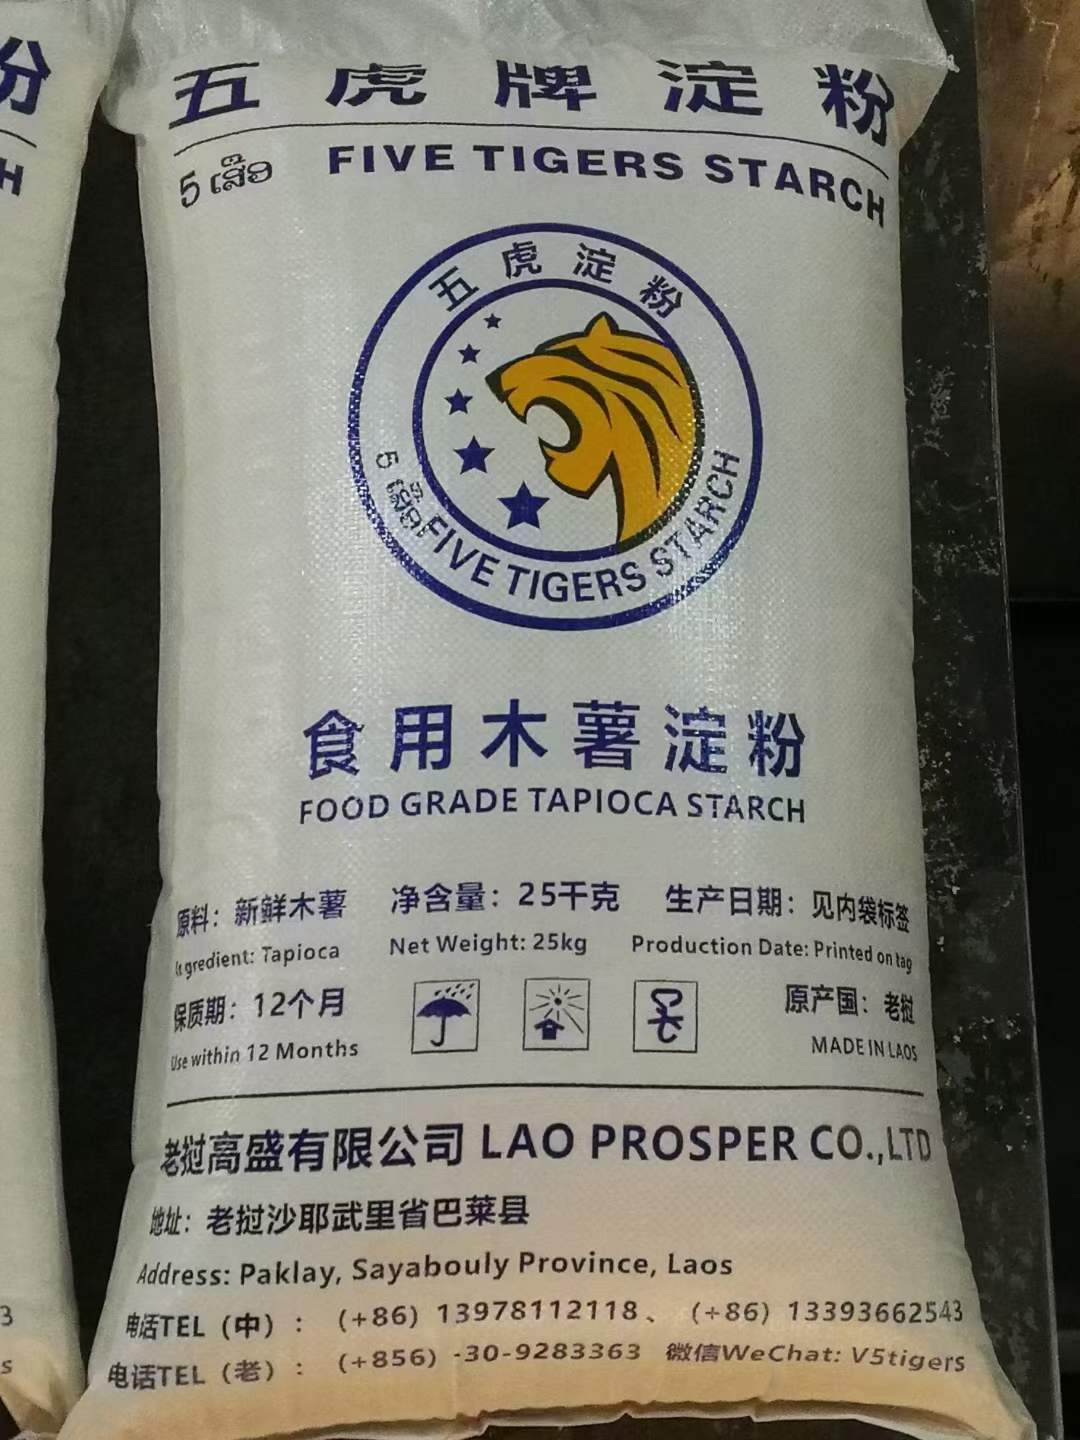 五虎牌淀粉
5 ເສືອ FIVE TIGERS STARCH
五虎淀粉
5 ເສືອ FIVE TIGERS STARCH
食用木薯淀粉
FOOD GRADE TAPIOCA STARCH
原料：新鲜木薯 净含量：25千克 生产日期：见内袋标签
gredient: Tapioca Net Weight: 25kg Production Date: Printed on tag
保质期：12个月 原产国：老挝
Use within 12 Months MADE IN LAOS
老挝高盛有限公司 LAO PROSPER CO.,LTD
地址：老挝沙耶武里省巴莱县
Address: Paklay, Sayabouly Province, Laos
电话TEL（中）：（+86）13978112118、（+86）13393662543
电话TEL（老）：（+856）-30-9283363 微信WeChat: V5tigers
粉
H
3
s